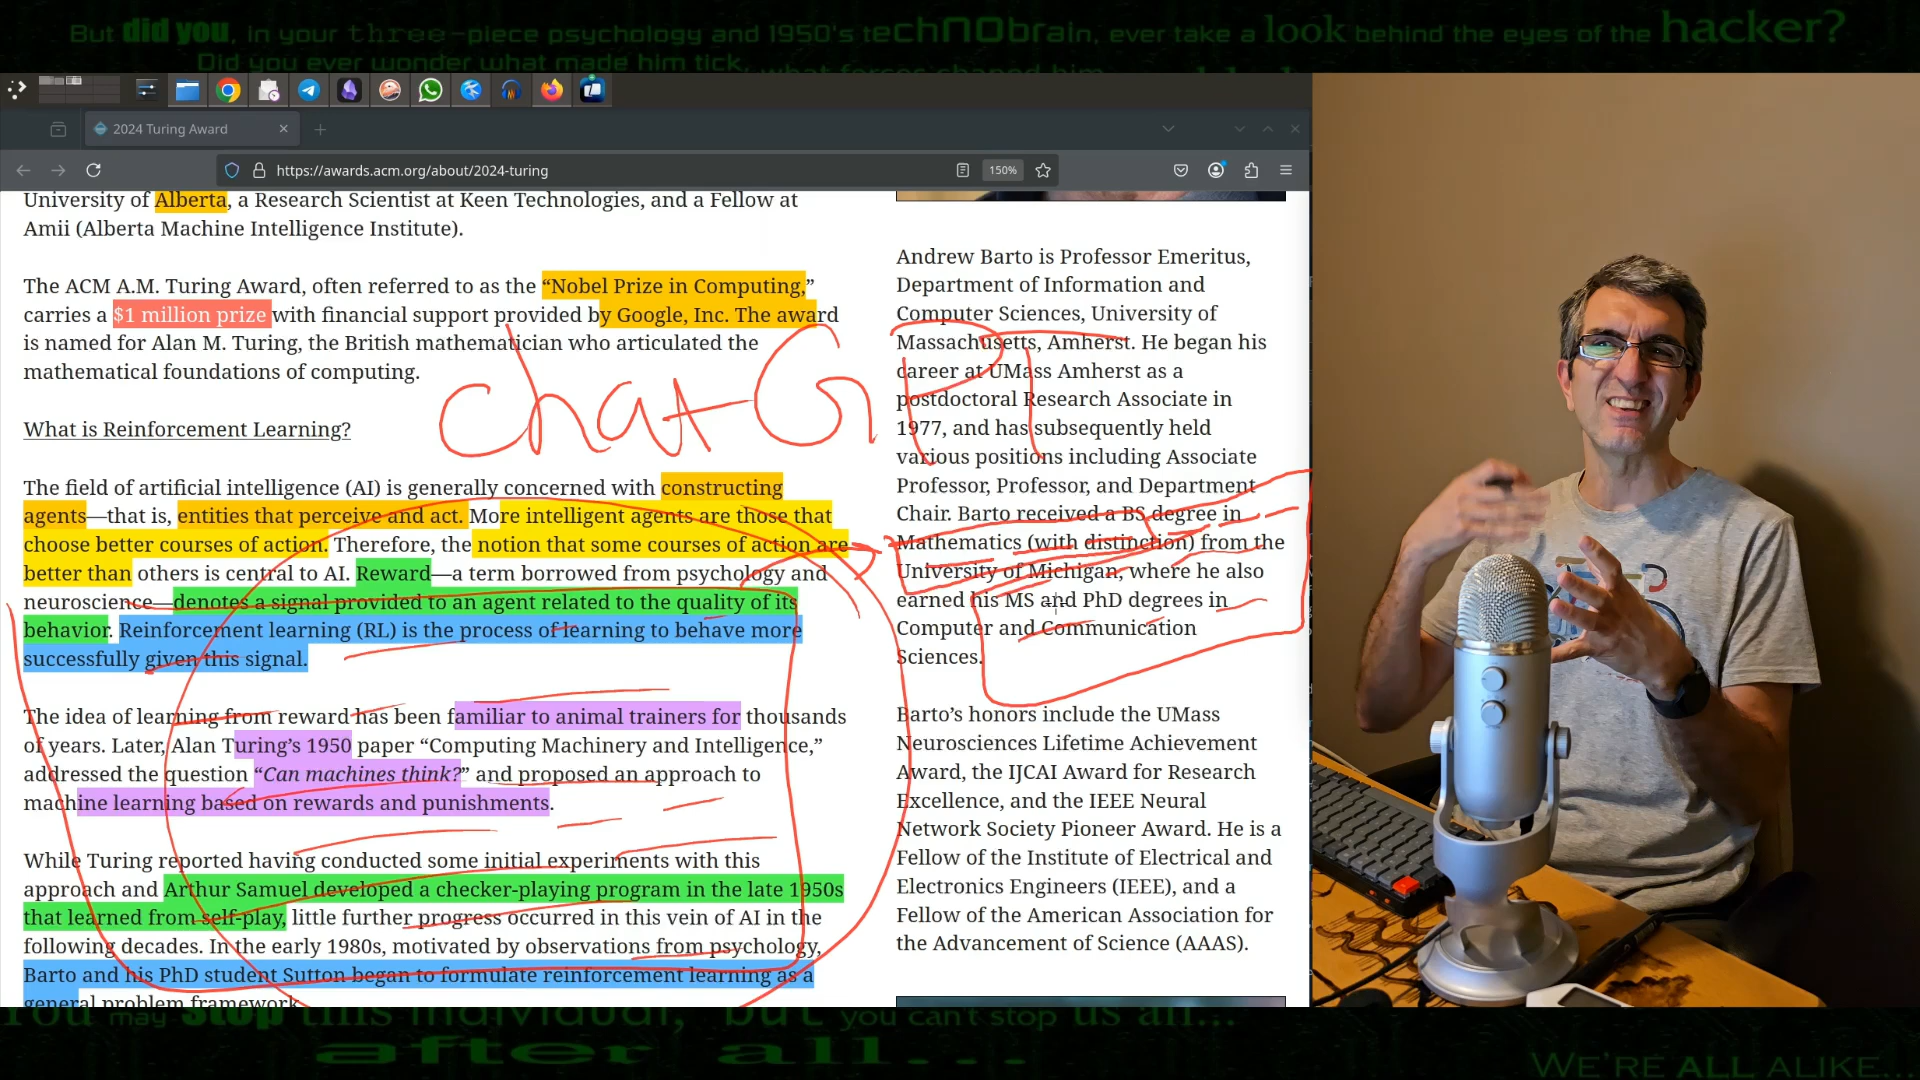 But did you, in your three-piece psychology and 1950's technobrain, ever take a look behind the eyes of the hacker?
Did you ever wonder what made him tick, what forces shaped him
2024 Turing Award
https://awards.acm.org/about/2024-turing
150%
University of Alberta, a Research Scientist at Keen Technologies, and a Fellow at
Amii (Alberta Machine Intelligence Institute).
The ACM A.M. Turing Award, often referred to as the “Nobel Prize in Computing,”
carries a $1 million prize with financial support provided by Google, Inc. The award
is named for Alan M. Turing, the British mathematician who articulated the
mathematical foundations of computing.
What is Reinforcement Learning?
The field of artificial intelligence (AI) is generally concerned with constructing
agents—that is, entities that perceive and act. More intelligent agents are those that
choose better courses of action. Therefore, the notion that some courses of action are
better than others is central to AI. Reward—a term borrowed from psychology and
neuroscience—denotes a signal provided to an agent related to the quality of its
behavior. Reinforcement learning (RL) is the process of learning to behave more
successfully given this signal.
The idea of learning from reward has been familiar to animal trainers for thousands
of years. Later, Alan Turing’s 1950 paper “Computing Machinery and Intelligence,”
addressed the question “Can machines think?” and proposed an approach to
machine learning based on rewards and punishments.
While Turing reported having conducted some initial experiments with this
approach and Arthur Samuel developed a checker-playing program in the late 1950s
that learned from self-play, little further progress occurred in this vein of AI in the
following decades. In the early 1980s, motivated by observations from psychology,
Barto and his PhD student Sutton began to formulate reinforcement learning as a
general problem framework.
chatGPT
Andrew Barto is Professor Emeritus,
Department of Information and
Computer Sciences, University of
Massachusetts, Amherst. He began his
career at UMass Amherst as a
postdoctoral Research Associate in
1977, and has subsequently held
various positions including Associate
Professor, Professor, and Department
Chair. Barto received a BS degree in
Mathematics (with distinction) from the
University of Michigan, where he also
earned his MS and PhD degrees in
Computer and Communication
Sciences.
Barto’s honors include the UMass
Neurosciences Lifetime Achievement
Award, the IJCAI Award for Research
Excellence, and the IEEE Neural
Network Society Pioneer Award. He is a
Fellow of the Institute of Electrical and
Electronics Engineers (IEEE), and a
Fellow of the American Association for
the Advancement of Science (AAAS).
You may stop this individual, but you can't stop us all...
after all...
WE'RE ALL ALIKE...